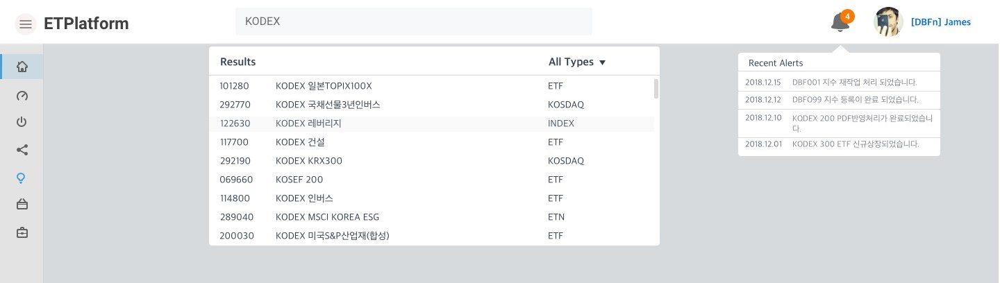 ETPlatform
KODEX
4
[DBFn] James
Results All Types ▼
101280 KODEX 일본TOPIX100X ETF
292770 KODEX 국채선물3년인버스 KOSDAQ
122630 KODEX 레버리지 INDEX
117700 KODEX 건설 ETF
292190 KODEX KRX300 KOSDAQ
069660 KOSEF 200 ETF
114800 KODEX 인버스 ETF
289040 KODEX MSCI KOREA ESG ETN
200030 KODEX 미국S&P산업재(합성) ETF
Recent Alerts
2018.12.15 DBF001 지수 재작업 처리 되었습니다.
2018.12.12 DBFO99 지수 등록이 완료 되었습니다.
2018.12.10 KODEX 200 PDF반영처리가 완료되었습니
다.
2018.12.01 KODEX 300 ETF 신규상장되었습니다.